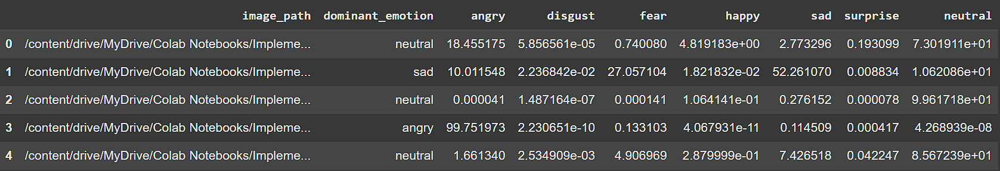 image_path dominant_emotion angry disgust fear happy sad surprise neutral
0 /content/drive/MyDrive/Colab Notebooks/Impleme... neutral 18.455175 5.856561e-05 0.740080 4.819183e+00 2.773296 0.193099 7.301911e+01
1 /content/drive/MyDrive/Colab Notebooks/Impleme... sad 10.011548 2.236842e-02 27.057104 1.821832e-02 52.261070 0.008834 1.062086e+01
2 /content/drive/MyDrive/Colab Notebooks/Impleme... neutral 0.000041 1.487164e-07 0.000141 1.064141e-01 0.276152 0.000078 9.961718e+01
3 /content/drive/MyDrive/Colab Notebooks/Impleme... angry 99.751973 2.230651e-10 0.133103 4.067931e-11 0.114509 0.000417 4.268939e-08
4 /content/drive/MyDrive/Colab Notebooks/Impleme... neutral 1.661340 2.534909e-03 4.906969 2.879999e-01 7.426518 0.042247 8.567239e+01